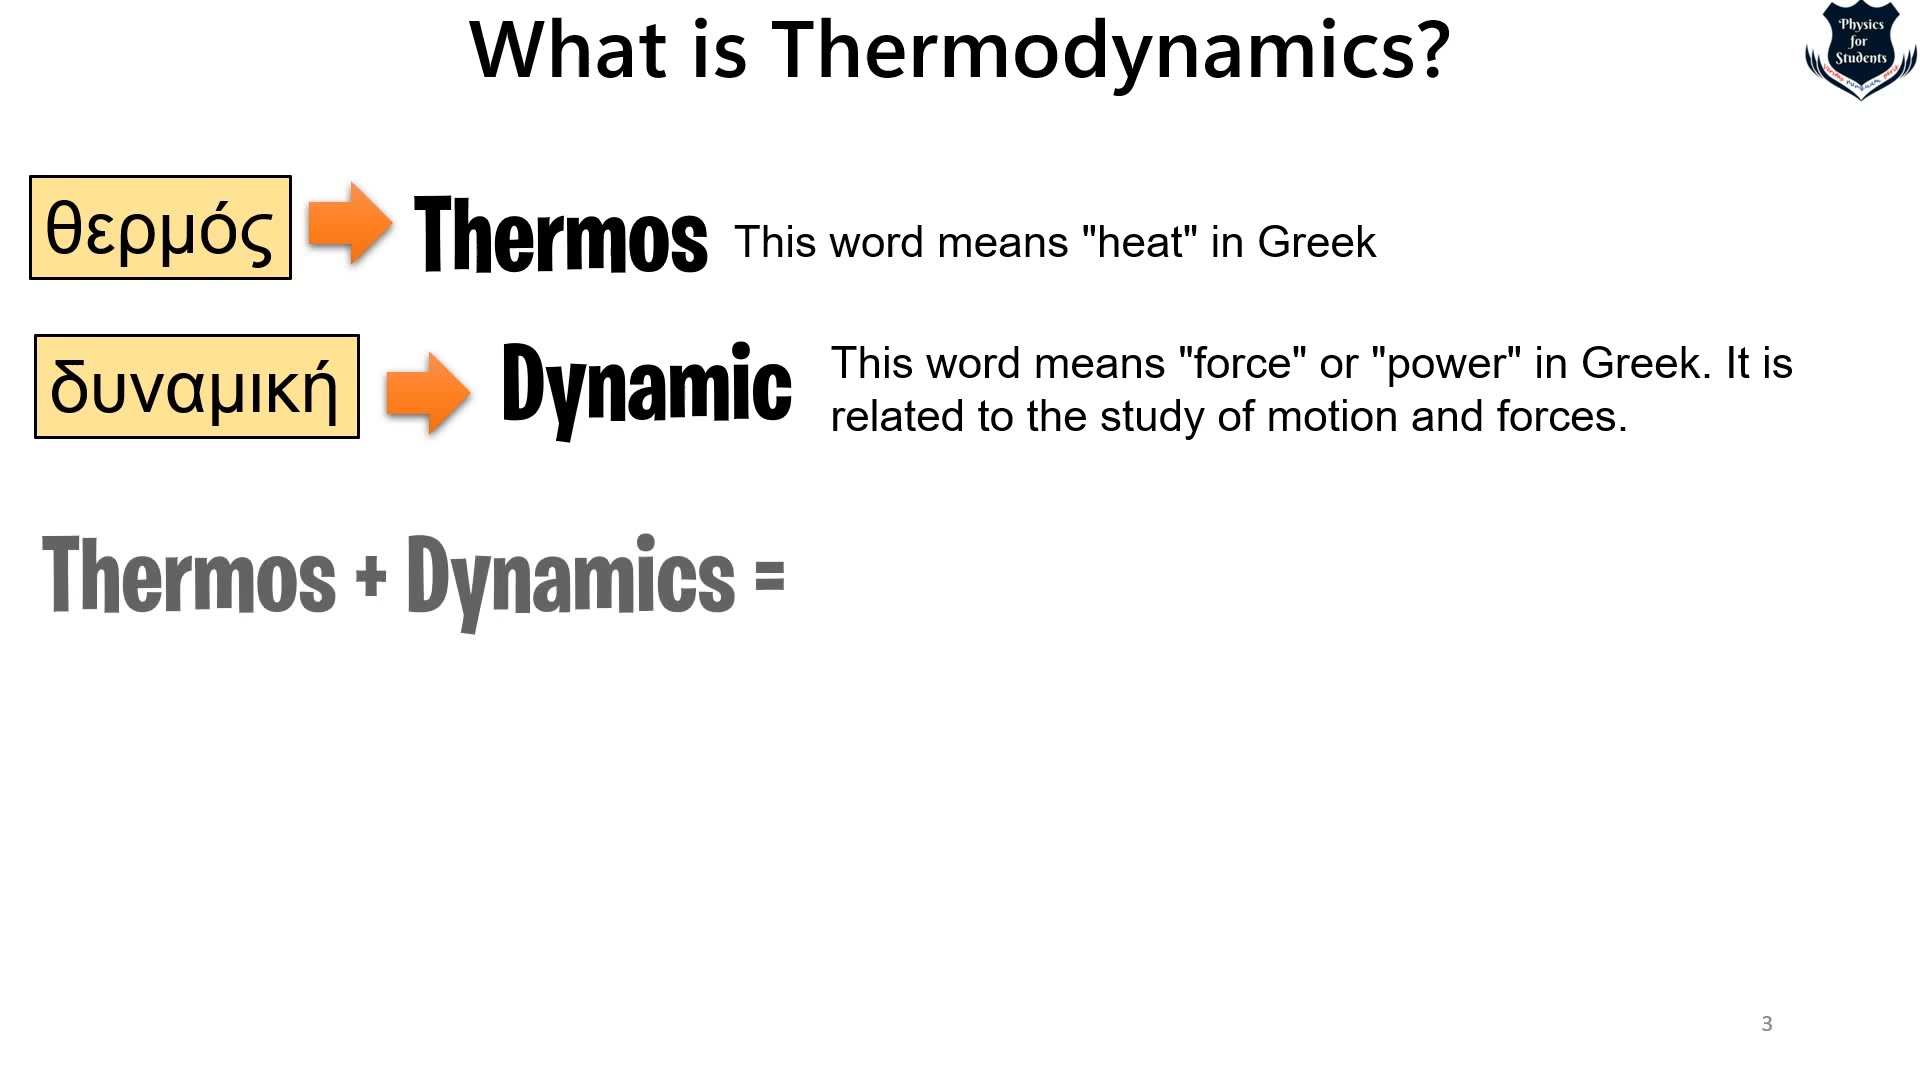 What is Thermodynamics?
Physics
for
Students
θερμός
Thermos
This word means "heat" in Greek
δυναμική
Dynamic
This word means "force" or "power" in Greek. It is
related to the study of motion and forces.
Thermos + Dynamics =
3